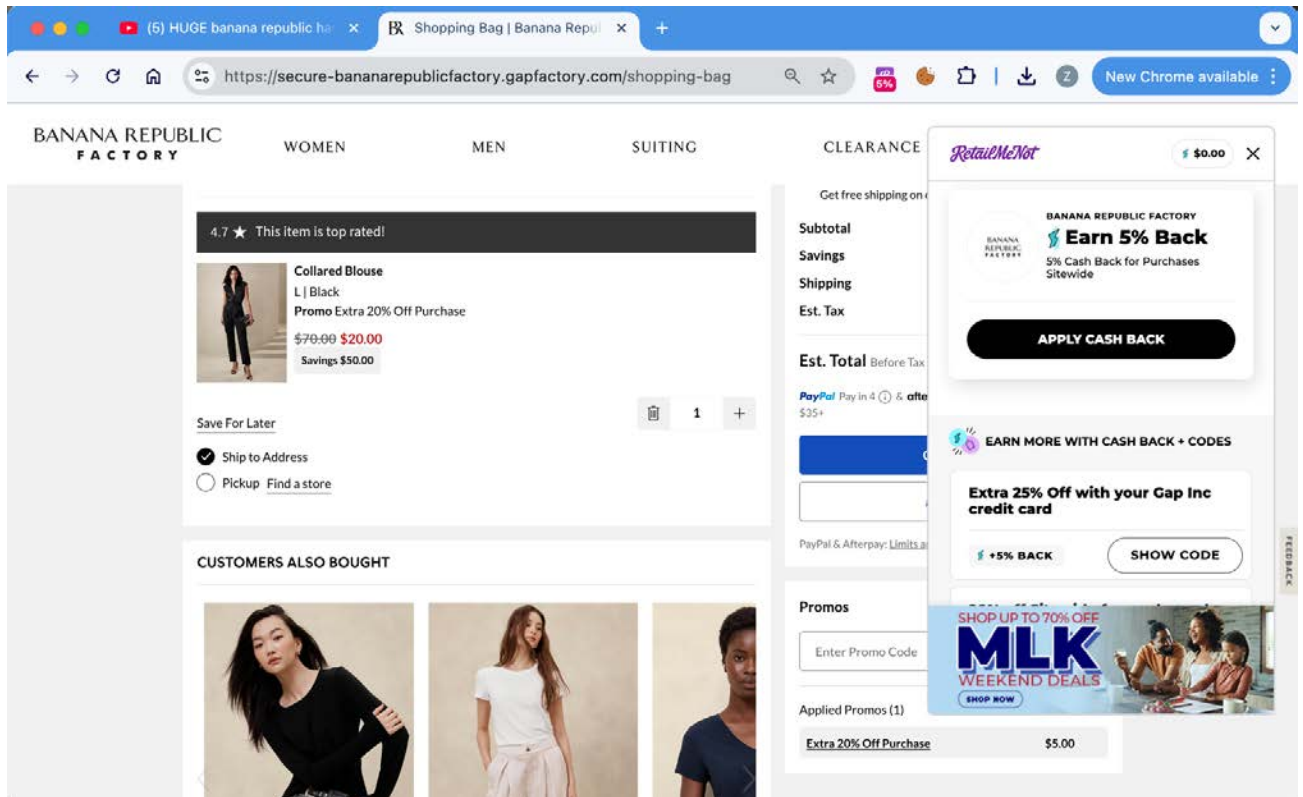 (5) HUGE banana republic ha
Shopping Bag | Banana Repul
https://secure-bananarepublicfactory.gapfactory.com/shopping-bag
5%
Z
New Chrome available
BANANA REPUBLIC
FACTORY
WOMEN
MEN
SUITING
CLEARANCE
4.7 ★ This item is top rated!
Collared Blouse
L | Black
Promo Extra 20% Off Purchase
$70.00 $20.00
Savings $50.00
Save For Later
1
Ship to Address
Pickup Find a store
CUSTOMERS ALSO BOUGHT
Get free shipping on
Subtotal
Savings
Shipping
Est. Tax
Est. Total Before Tax
PayPal Pay in 4 & afte
$35+
PayPal & Afterpay: Limits a
Promos
Enter Promo Code
Applied Promos (1)
Extra 20% Off Purchase
$5.00
RetailMeNot
$0.00
BANANA REPUBLIC FACTORY
BANANA
REPUBLIC
FACTORY
Earn 5% Back
5% Cash Back for Purchases
Sitewide
APPLY CASH BACK
EARN MORE WITH CASH BACK + CODES
Extra 25% Off with your Gap Inc
credit card
+5% BACK
SHOW CODE
SHOP UP TO 70% OFF
MLK
WEEKEND DEALS
SHOP NOW
FEEDBACK